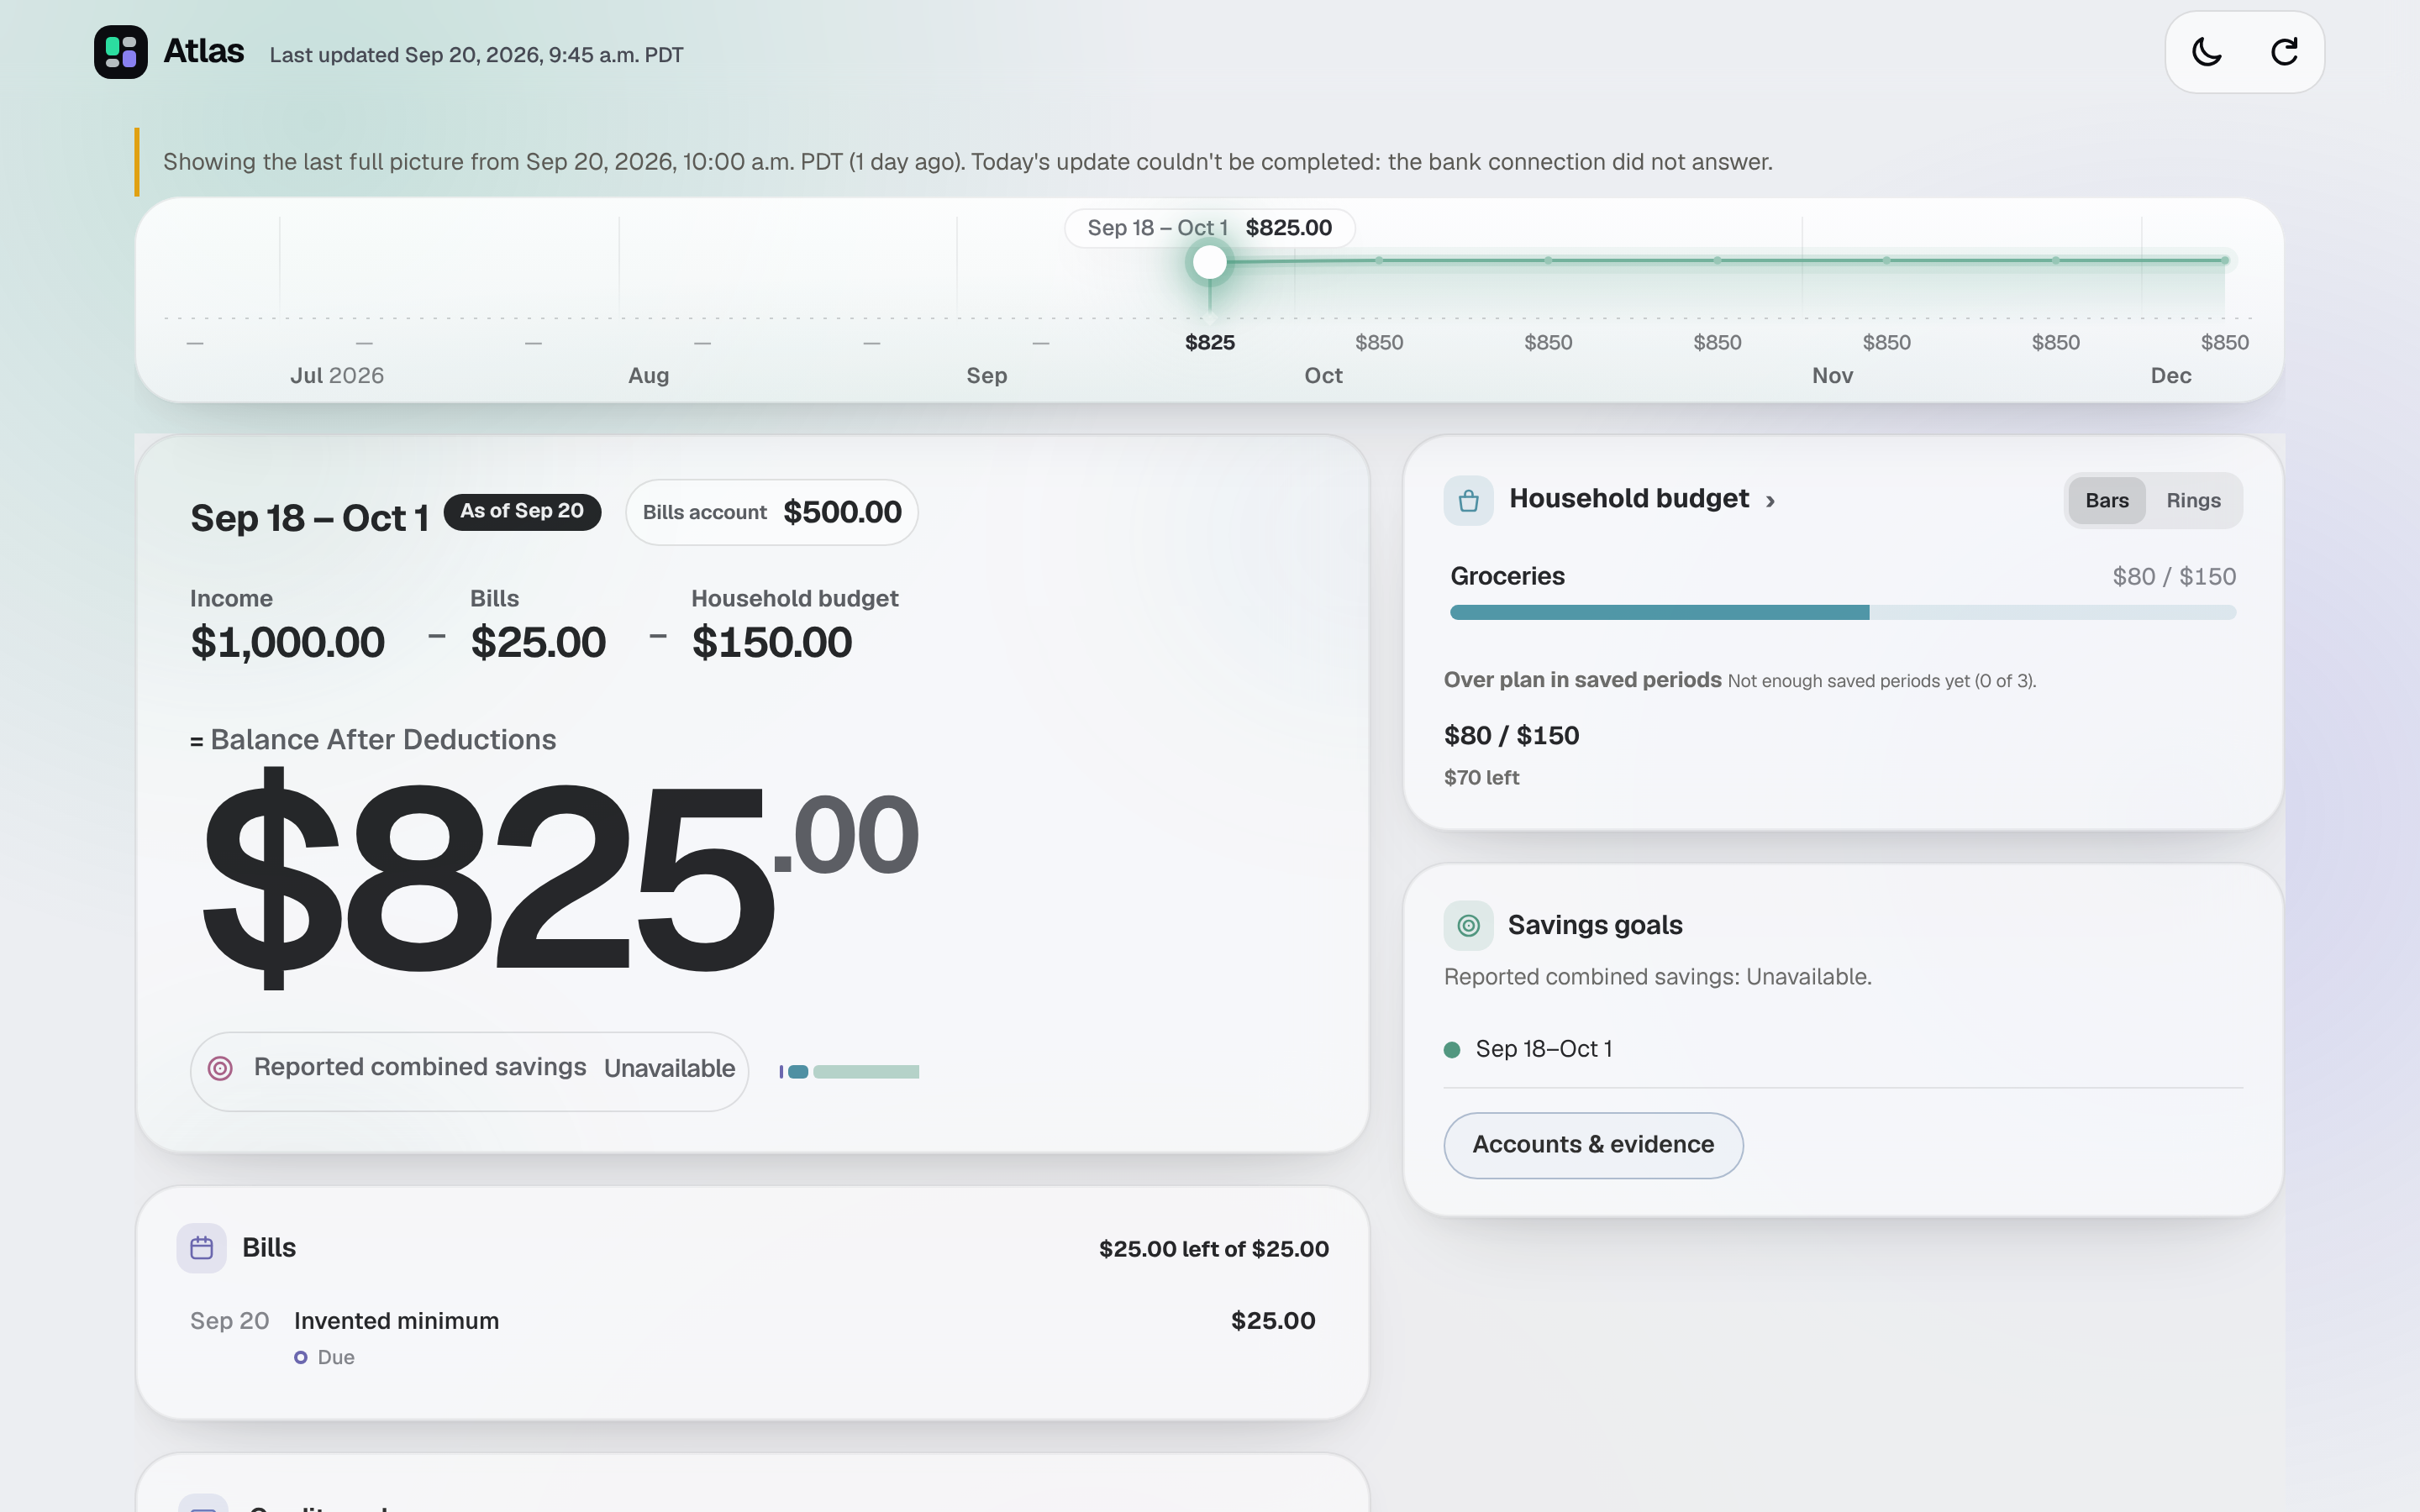 Atlas Last updated Sep 20, 2026, 9:45 a.m. PDT
Showing the last full picture from Sep 20, 2026, 10:00 a.m. PDT (1 day ago). Today's update couldn't be completed: the bank connection did not answer.
Sep 18 – Oct 1 $825.00
— — — — — — $825 $850 $850 $850 $850 $850 $850
Jul 2026 Aug Sep Oct Nov Dec
Sep 18 – Oct 1 As of Sep 20 Bills account $500.00
Income Bills Household budget
$1,000.00 – $25.00 – $150.00
= Balance After Deductions
$825.00
Reported combined savings Unavailable
Bills $25.00 left of $25.00
Sep 20 Invented minimum $25.00
Due
Household budget › Bars Rings
Groceries $80 / $150
Over plan in saved periods Not enough saved periods yet (0 of 3).
$80 / $150
$70 left
Savings goals
Reported combined savings: Unavailable.
Sep 18–Oct 1
Accounts & evidence